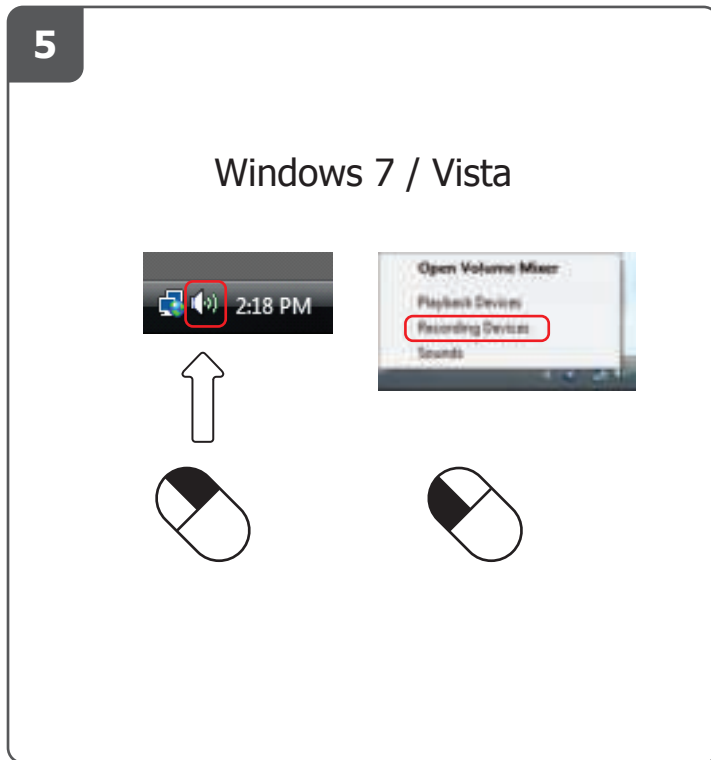 5
Windows 7 / Vista
2:18 PM
Open Volume Mixer
Playback Devices
Recording Devices
Sounds